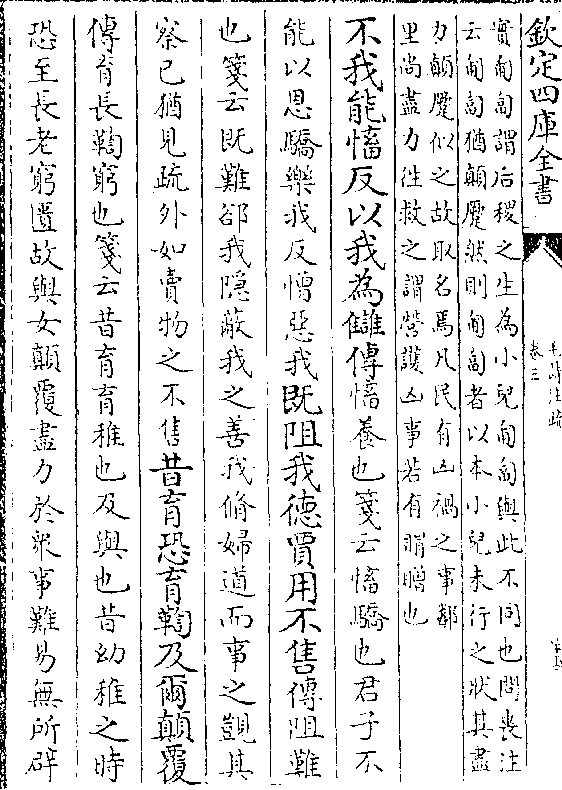 欽定四庫全書
實匍匐謂后稷之生為小兒匍匐與此不同也問喪注
云匍匐猶顛蹷然則匍匐者以本小兒未行之狀其盡
力顛蹷似之故取名焉凡民有凶禍之事鄰
里尚盡力往救之謂營護凶事若有賵贈也
不我能慉反以我為讎傳慉養也箋云慉驕也君子不
能以恩驕樂我反憎惡我既阻我德賈用不售傳阻難
也箋云既難郤我隠蔽我之善我脩婦道而事之覬其
察已猶見疏外如賣物之不售昔育恐育鞫及爾顛覆
傳育長鞫窮也箋云昔育育稚也及與也昔幼稚之時
恐至長老窮匱故與女顛覆盡力於衆事難易無所辟
毛詩注疏
卷三